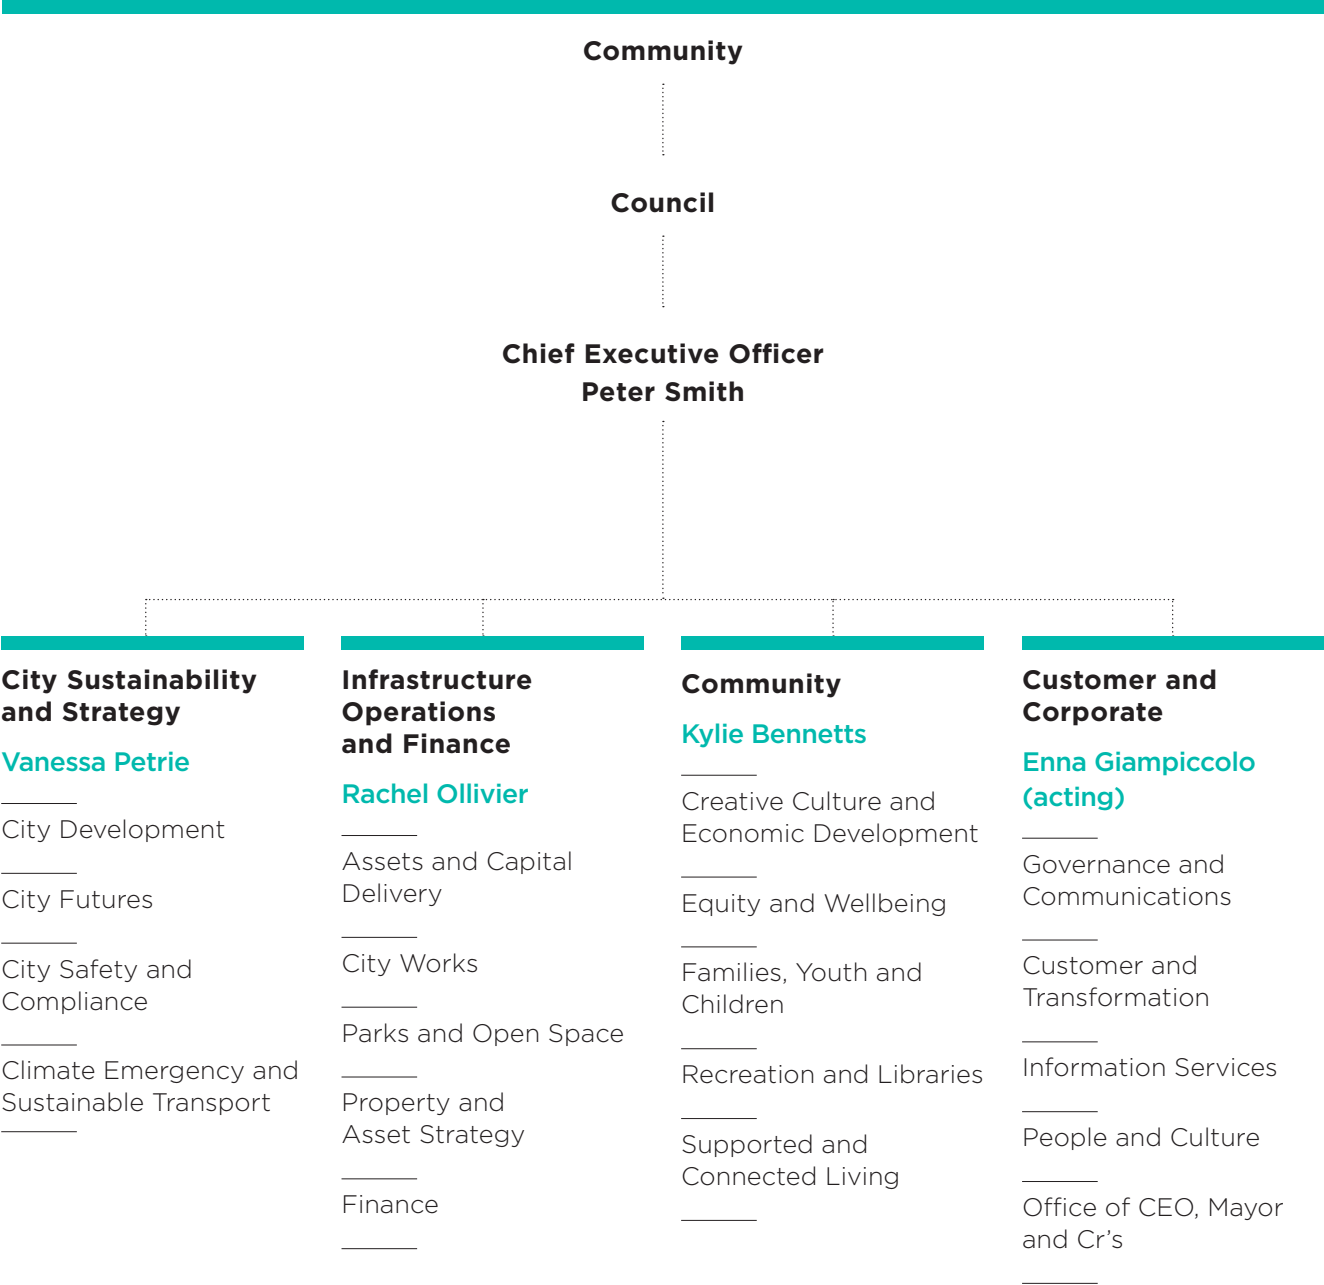 Community
Council
Chief Executive Officer
Peter Smith
City Sustainability
and Strategy
Vanessa Petrie
City Development
City Futures
City Safety and
Compliance
Climate Emergency and
Sustainable Transport
Infrastructure
Operations
and Finance
Rachel Ollivier
Assets and Capital
Delivery
City Works
Parks and Open Space
Property and
Asset Strategy
Finance
Community
Kylie Bennetts
Creative Culture and
Economic Development
Equity and Wellbeing
Families, Youth and
Children
Recreation and Libraries
Supported and
Connected Living
Customer and
Corporate
Enna Giampiccolo
(acting)
Governance and
Communications
Customer and
Transformation
Information Services
People and Culture
Office of CEO, Mayor
and Cr's